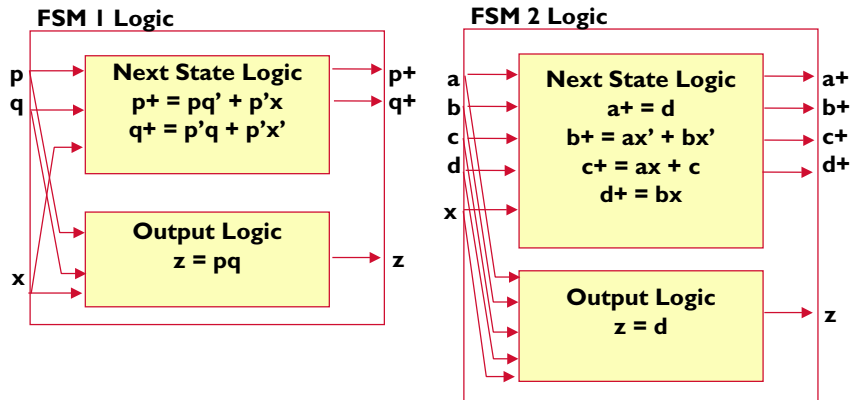 FSM 1 Logic
p
q
x
Next State Logic
p+ = pq’ + p’x
q+ = p’q + p’x’
Output Logic
z = pq
p+
q+
z
FSM 2 Logic
a
b
c
d
x
Next State Logic
a+ = d
b+ = ax’ + bx’
c+ = ax + c
d+ = bx
Output Logic
z = d
a+
b+
c+
d+
z